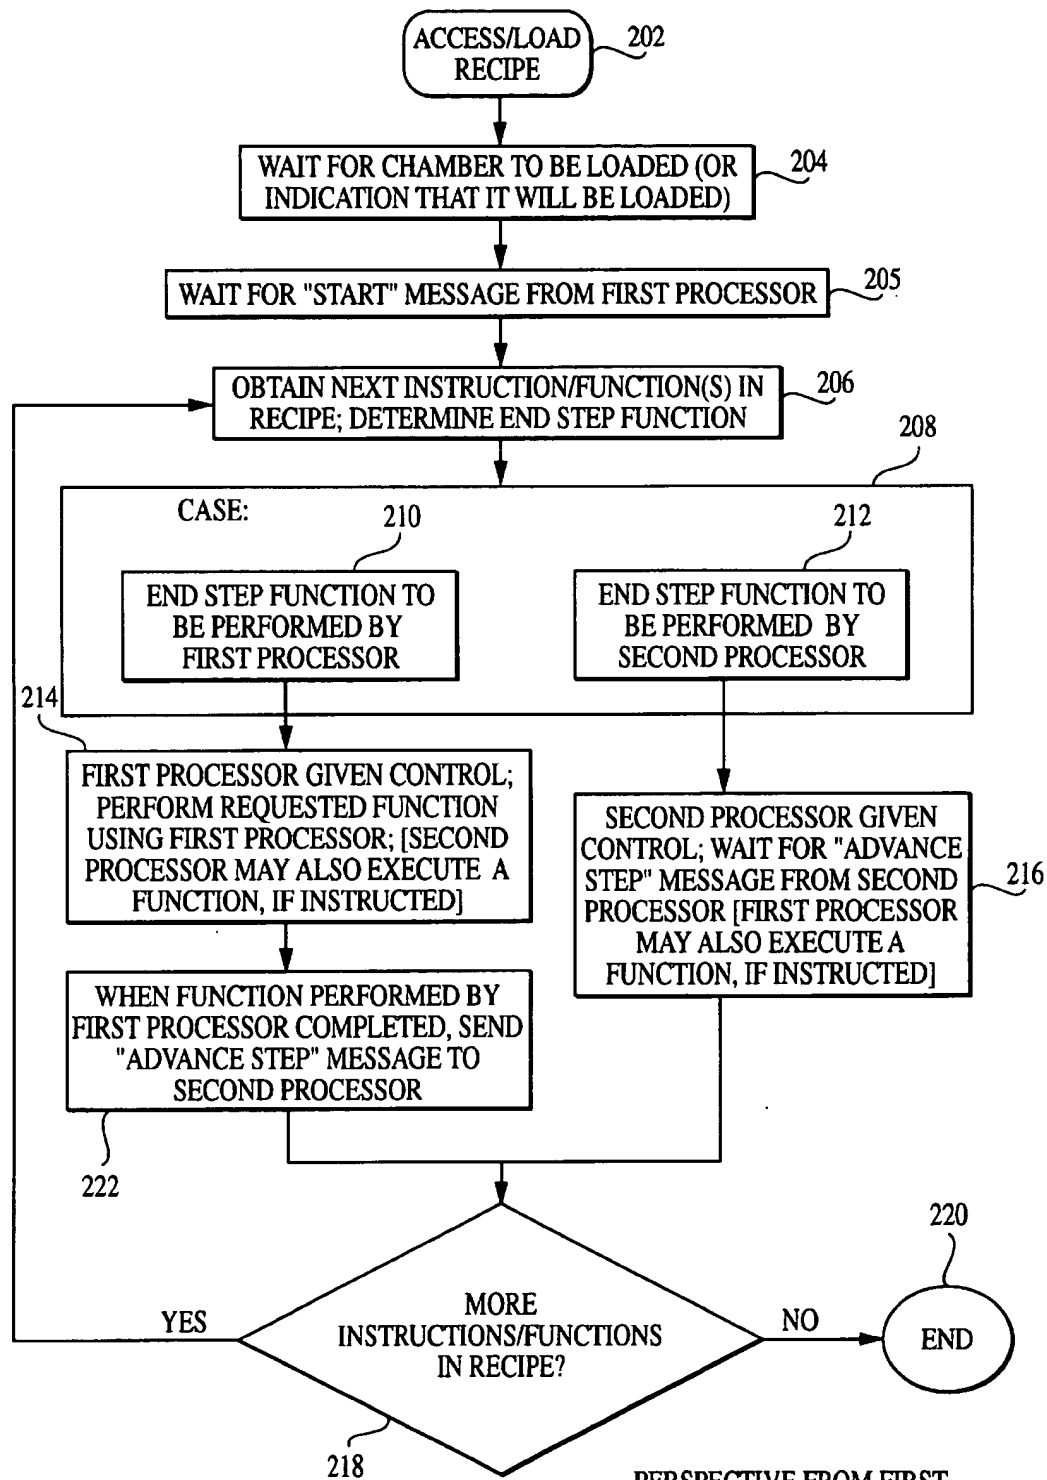 ACCESS/LOAD
RECIPE
202
WAIT FOR CHAMBER TO BE LOADED (OR
INDICATION THAT IT WILL BE LOADED)
204
WAIT FOR "START" MESSAGE FROM FIRST PROCESSOR
205
OBTAIN NEXT INSTRUCTION/FUNCTION(S) IN
RECIPE; DETERMINE END STEP FUNCTION
206
208
CASE:
210
212
END STEP FUNCTION TO
BE PERFORMED BY
FIRST PROCESSOR
END STEP FUNCTION TO
BE PERFORMED BY
SECOND PROCESSOR
214
FIRST PROCESSOR GIVEN CONTROL;
PERFORM REQUESTED FUNCTION
USING FIRST PROCESSOR; [SECOND
PROCESSOR MAY ALSO EXECUTE A
FUNCTION, IF INSTRUCTED]
SECOND PROCESSOR GIVEN
CONTROL; WAIT FOR "ADVANCE
STEP" MESSAGE FROM SECOND
PROCESSOR [FIRST PROCESSOR
MAY ALSO EXECUTE A
FUNCTION, IF INSTRUCTED]
216
WHEN FUNCTION PERFORMED BY
FIRST PROCESSOR COMPLETED, SEND
"ADVANCE STEP" MESSAGE TO
SECOND PROCESSOR
222
MORE
INSTRUCTIONS/FUNCTIONS
IN RECIPE?
YES
NO
220
END
218
PERSPECTIVE FROM FIRST